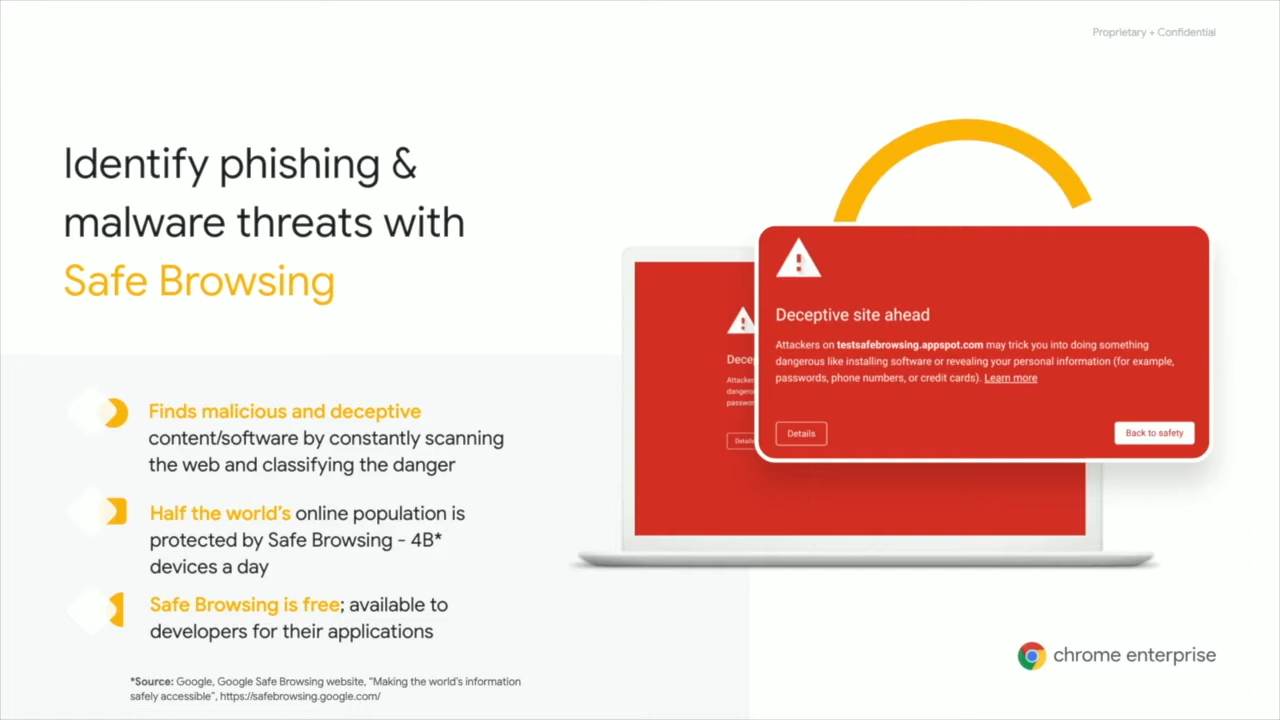 Proprietary + Confidential
Identify phishing &
malware threats with
Safe Browsing
Finds malicious and deceptive
content/software by constantly scanning
the web and classifying the danger
Half the world's online population is
protected by Safe Browsing - 4B*
devices a day
Safe Browsing is free; available to
developers for their applications
*Source: Google, Google Safe Browsing website, "Making the world's information
safely accessible", https://safebrowsing.google.com/
Deceptive site ahead
Attackers on testsafebrowsing.appspot.com may trick you into doing something
dangerous like installing software or revealing your personal information (for example,
passwords, phone numbers, or credit cards). Learn more
Details
Back to safety
chrome enterprise